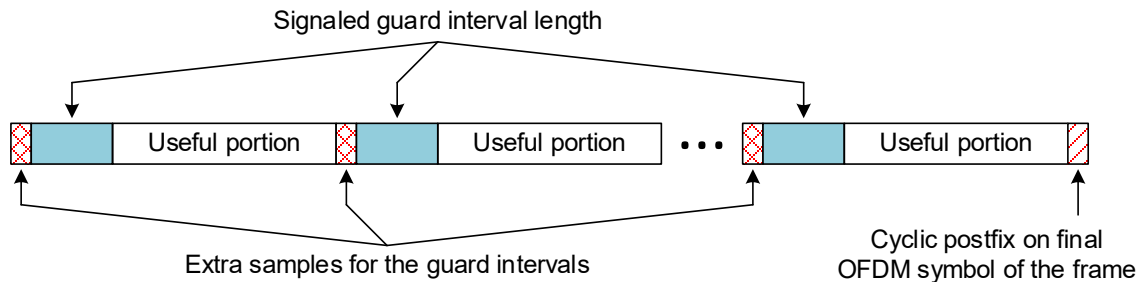 Signaled guard interval length
Useful portion Useful portion ••• Useful portion
Extra samples for the guard intervals
Cyclic postfix on final
OFDM symbol of the frame